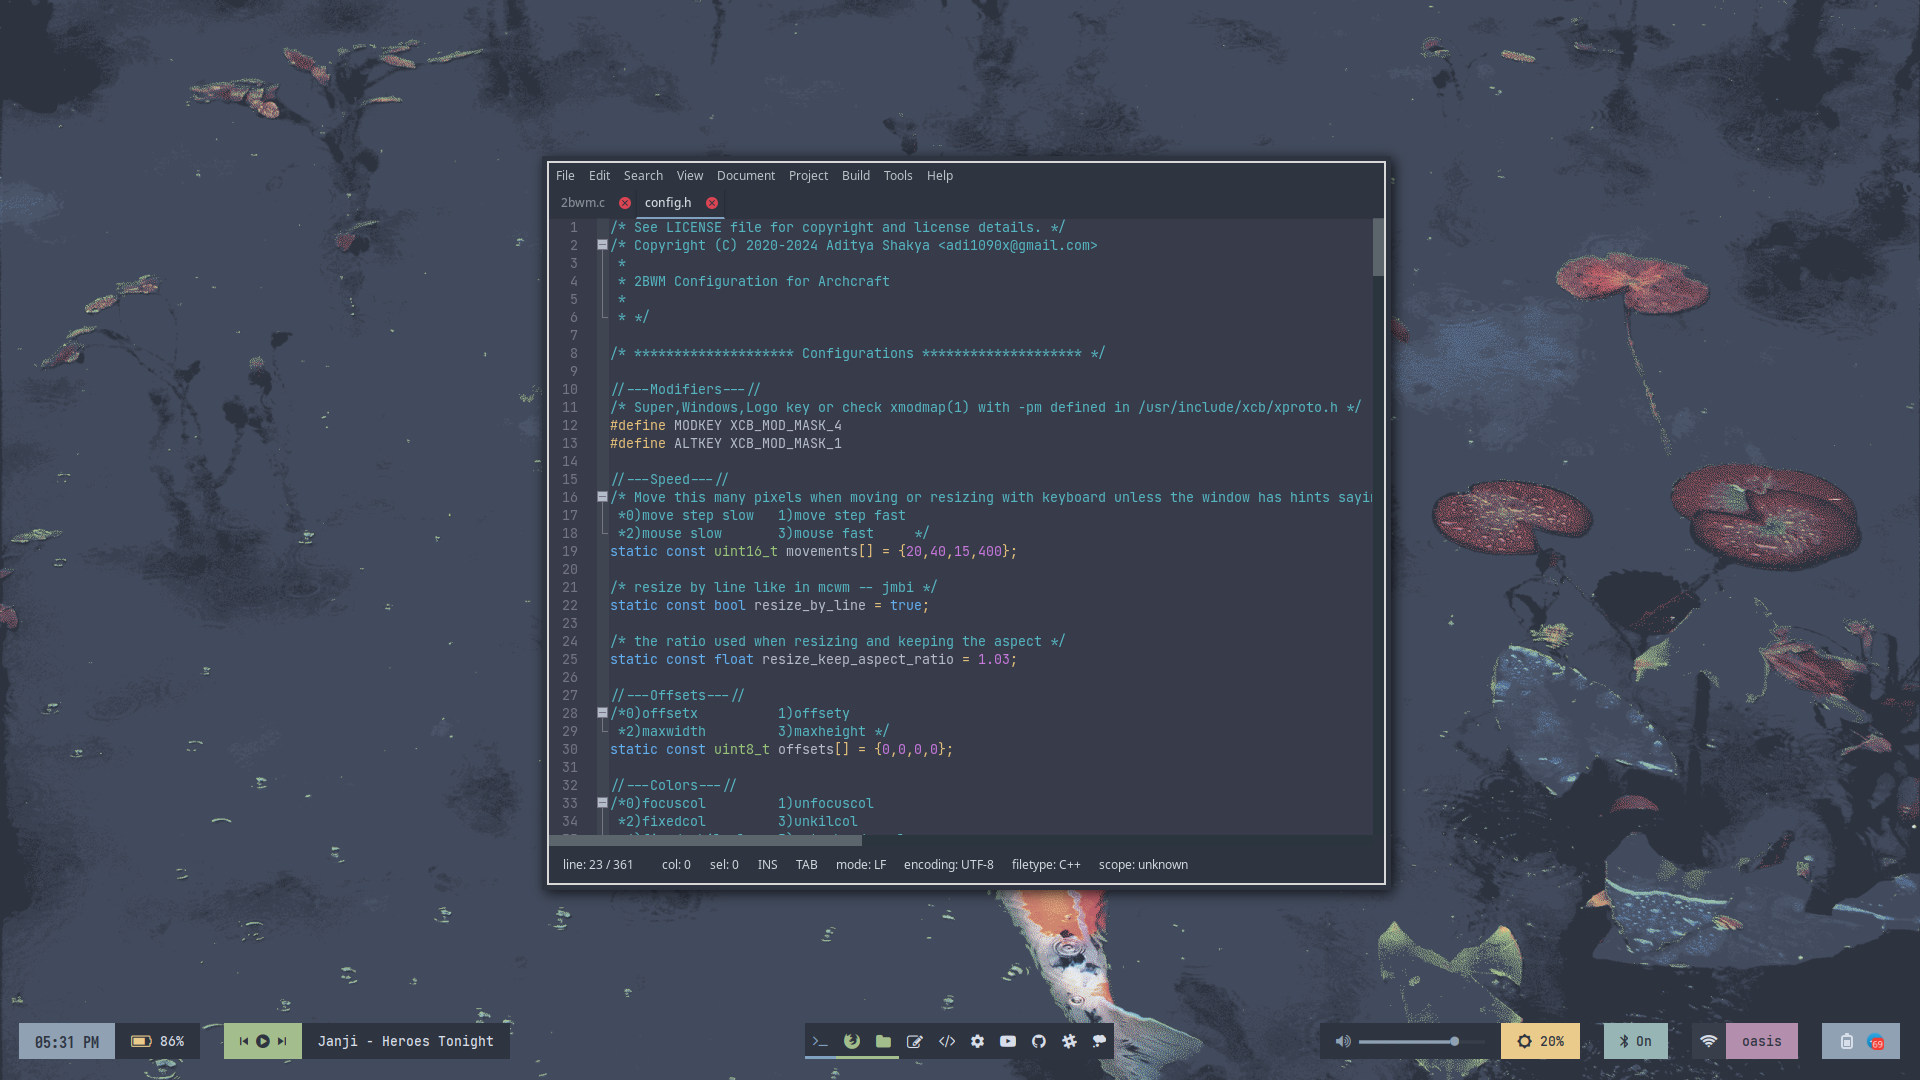 File Edit Search View Document Project Build Tools Help
2bwm.c config.h
1 /* See LICENSE file for copyright and license details. */
2 /* Copyright (C) 2020-2024 Aditya Shakya <adi1090x@gmail.com>
3 *
4 * 2BWM Configuration for Archcraft
5 *
6 * */
7
8 /* ******************** Configurations ******************** */
9
10 //---Modifiers---//
11 /* Super,Windows,Logo key or check xmodmap(1) with -pm defined in /usr/include/xcb/xproto.h */
12 #define MODKEY XCB_MOD_MASK_4
13 #define ALTKEY XCB_MOD_MASK_1
14
15 //---Speed---//
16 /* Move this many pixels when moving or resizing with keyboard unless the window has hints sayi
17 *0)move step slow 1)move step fast
18 *2)mouse slow 3)mouse fast */
19 static const uint16_t movements[] = {20,40,15,400};
20
21 /* resize by line like in mcwm -- jmbi */
22 static const bool resize_by_line = true;
23
24 /* the ratio used when resizing and keeping the aspect */
25 static const float resize_keep_aspect_ratio = 1.03;
26
27 //---Offsets---//
28 /*0)offsetx 1)offsety
29 *2)maxwidth 3)maxheight */
30 static const uint8_t offsets[] = {0,0,0,0};
31
32 //---Colors---//
33 /*0)focuscol 1)unfocuscol
34 *2)fixedcol 3)unkilcol
line: 23 / 361 col: 0 sel: 0 INS TAB mode: LF encoding: UTF-8 filetype: C++ scope: unknown
05:31 PM 86% Janji - Heroes Tonight 20% On oasis 69